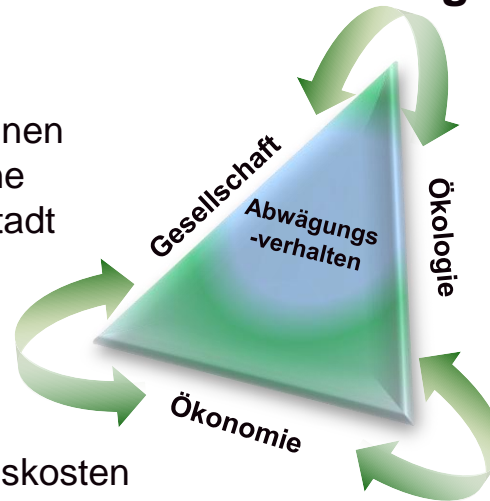 g
nen
ne
tadt
Gesellschaft
Abwägungs
-verhalten
Ökologie
Ökonomie
skosten